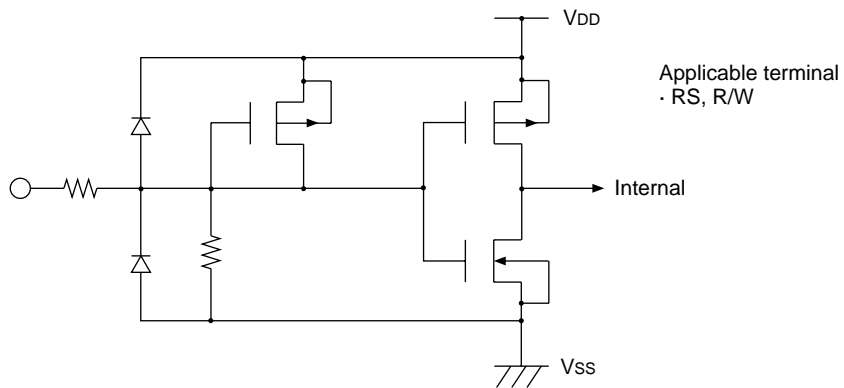 VDD
Applicable terminal
· RS, R/W
Internal
VSS